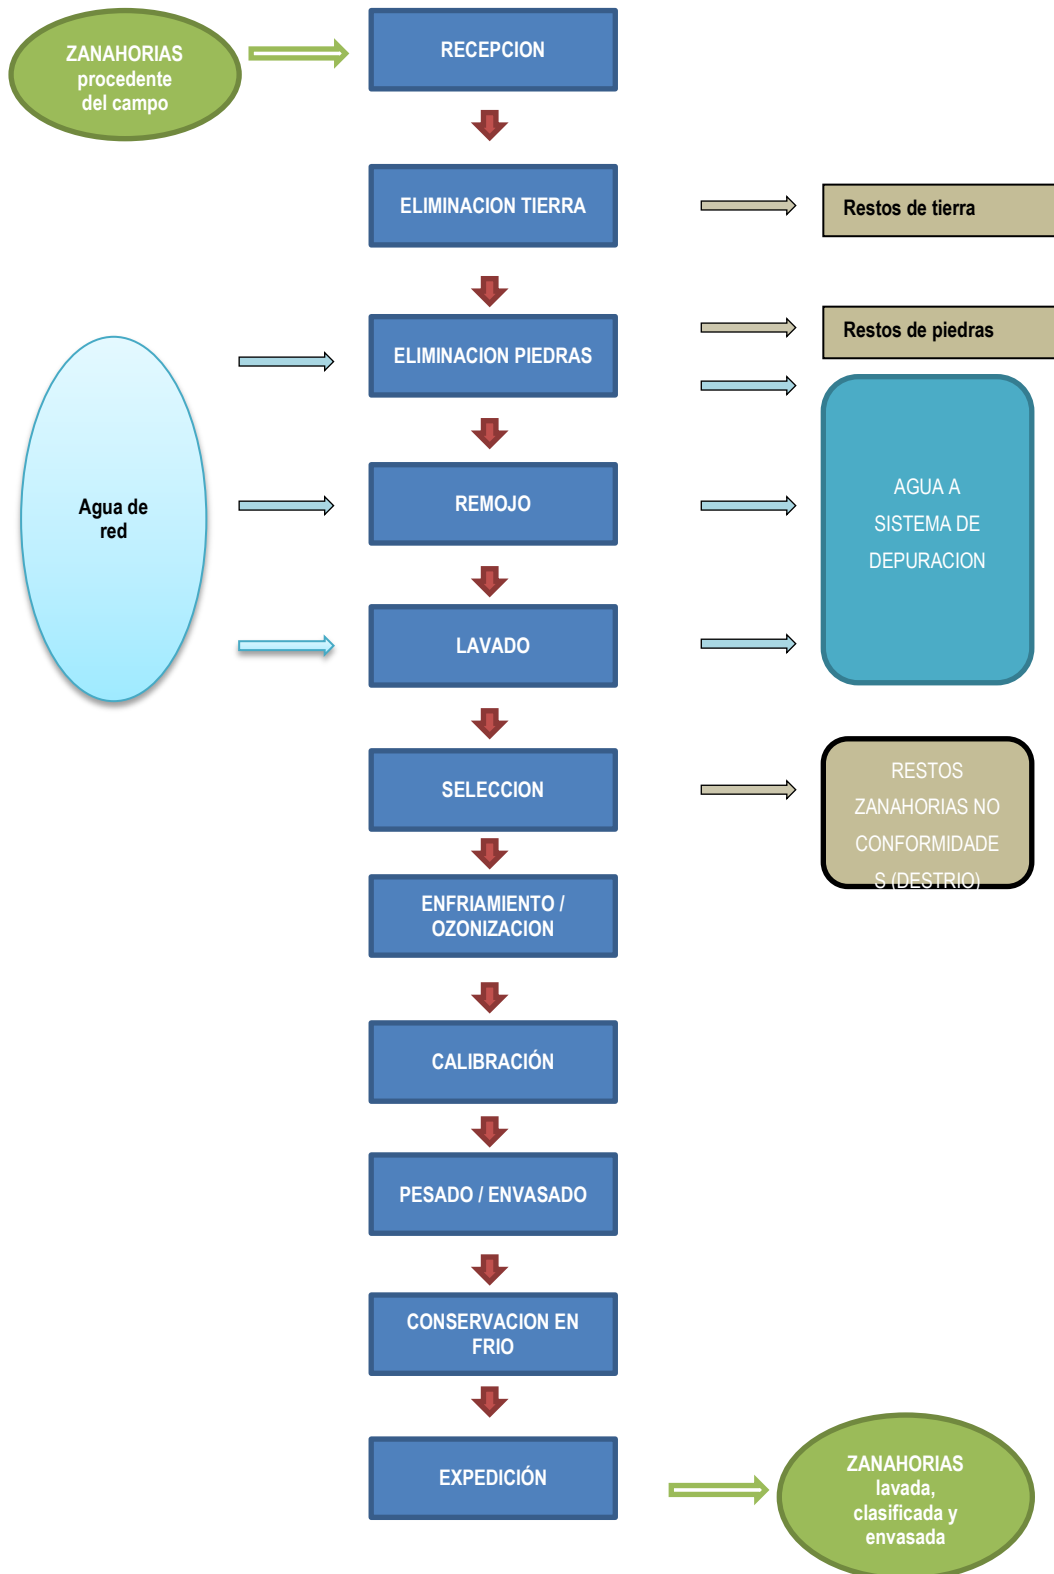 ZANAHORIAS
procedente
del campo
RECEPCION
ELIMINACION TIERRA
Restos de tierra
ELIMINACION PIEDRAS
Restos de piedras
Agua de
red
REMOJO
AGUA A
SISTEMA DE
DEPURACION
LAVADO
SELECCION
RESTOS
ZANAHORIAS NO
CONFORMIDADE
S (DESTRIO)
ENFRIAMIENTO /
OZONIZACION
CALIBRACIÓN
PESADO / ENVASADO
CONSERVACION EN
FRIO
EXPEDICIÓN
ZANAHORIAS
lavada,
clasificada y
envasada